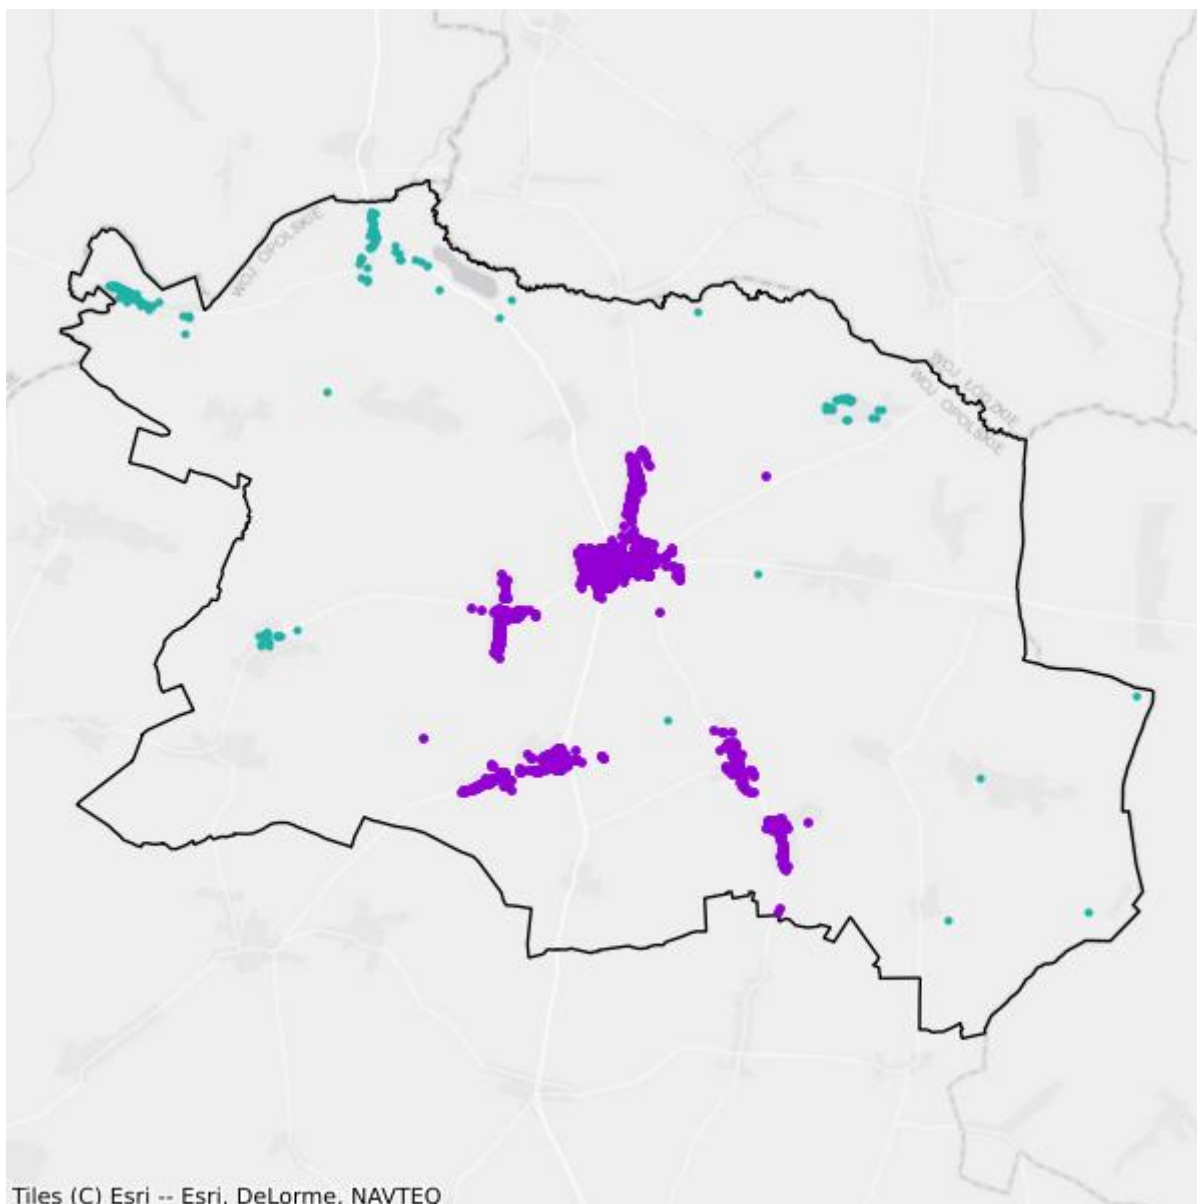 WOJ. OPOLSKIE
WOJ. ŁÓDZKIE
WOJ. OPOLSKIE
Tiles (C) Esri -- Esri, DeLorme, NAVTEQ